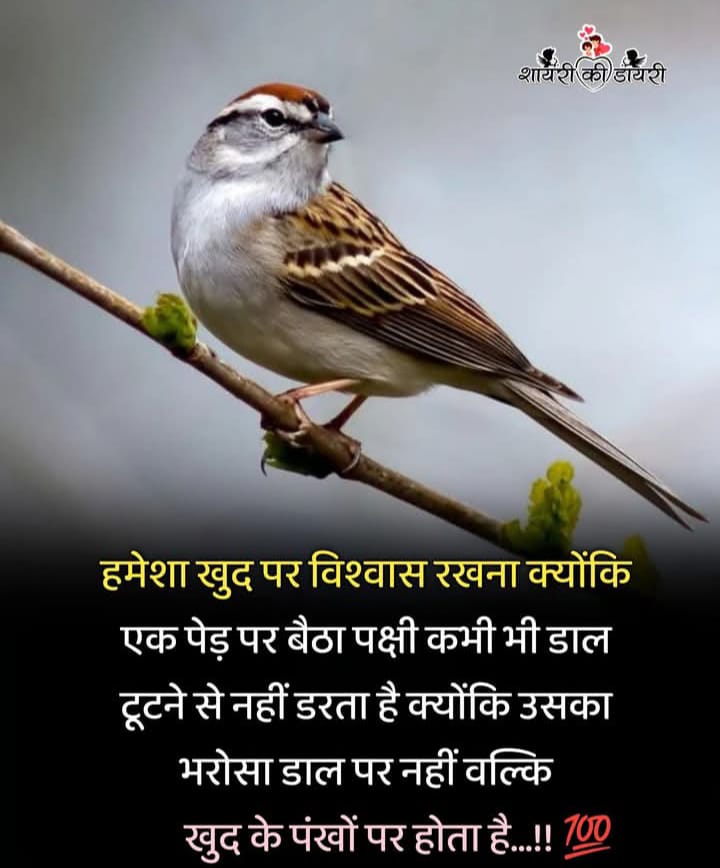 शायरी की डायरी
हमेशा खुद पर विश्वास रखना क्योंकि
एक पेड़ पर बैठा पक्षी कभी भी डाल
टूटने से नहीं डरता है क्योंकि उसका
भरोसा डाल पर नहीं वल्कि
खुद के पंखों पर होता है...!! 💯